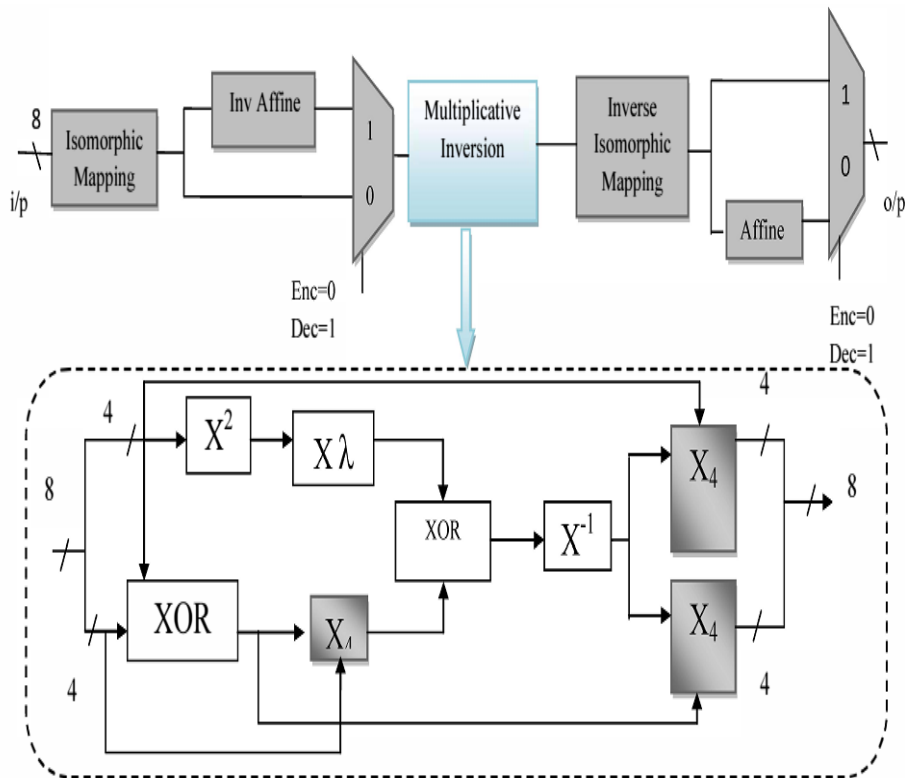 8
i/p
Isomorphic
Mapping
Inv Affine
1
0
Enc=0
Dec=1
Multiplicative
Inversion
Inverse
Isomorphic
Mapping
Affine
1
0
o/p
Enc=0
Dec=1
8
4
4
X²
Xλ
XOR
X₄
XOR
X⁻¹
X₄
X₄
4
4
4
8